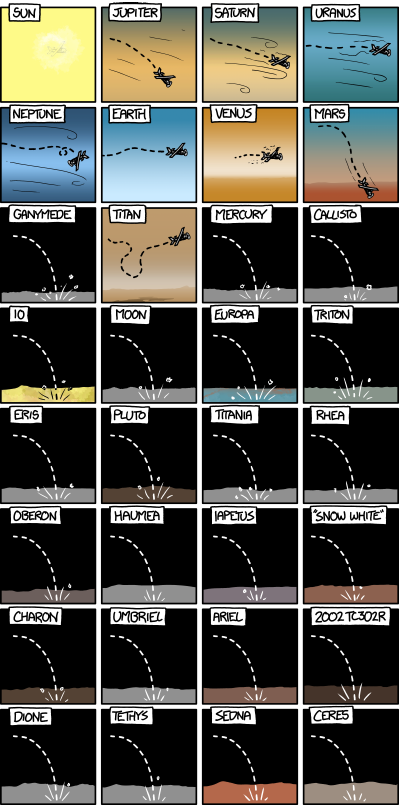 SUN
JUPITER
SATURN
URANUS
NEPTUNE
EARTH
VENUS
MARS
GANYMEDE
TITAN
MERCURY
CALLISTO
IO
MOON
EUROPA
TRITON
ERIS
PLUTO
TITANIA
RHEA
OBERON
HAUMEA
IAPETUS
"SNOW WHITE"
CHARON
UMBRIEL
ARIEL
2002 TC302R
DIONE
TETHYS
SEDNA
CERES